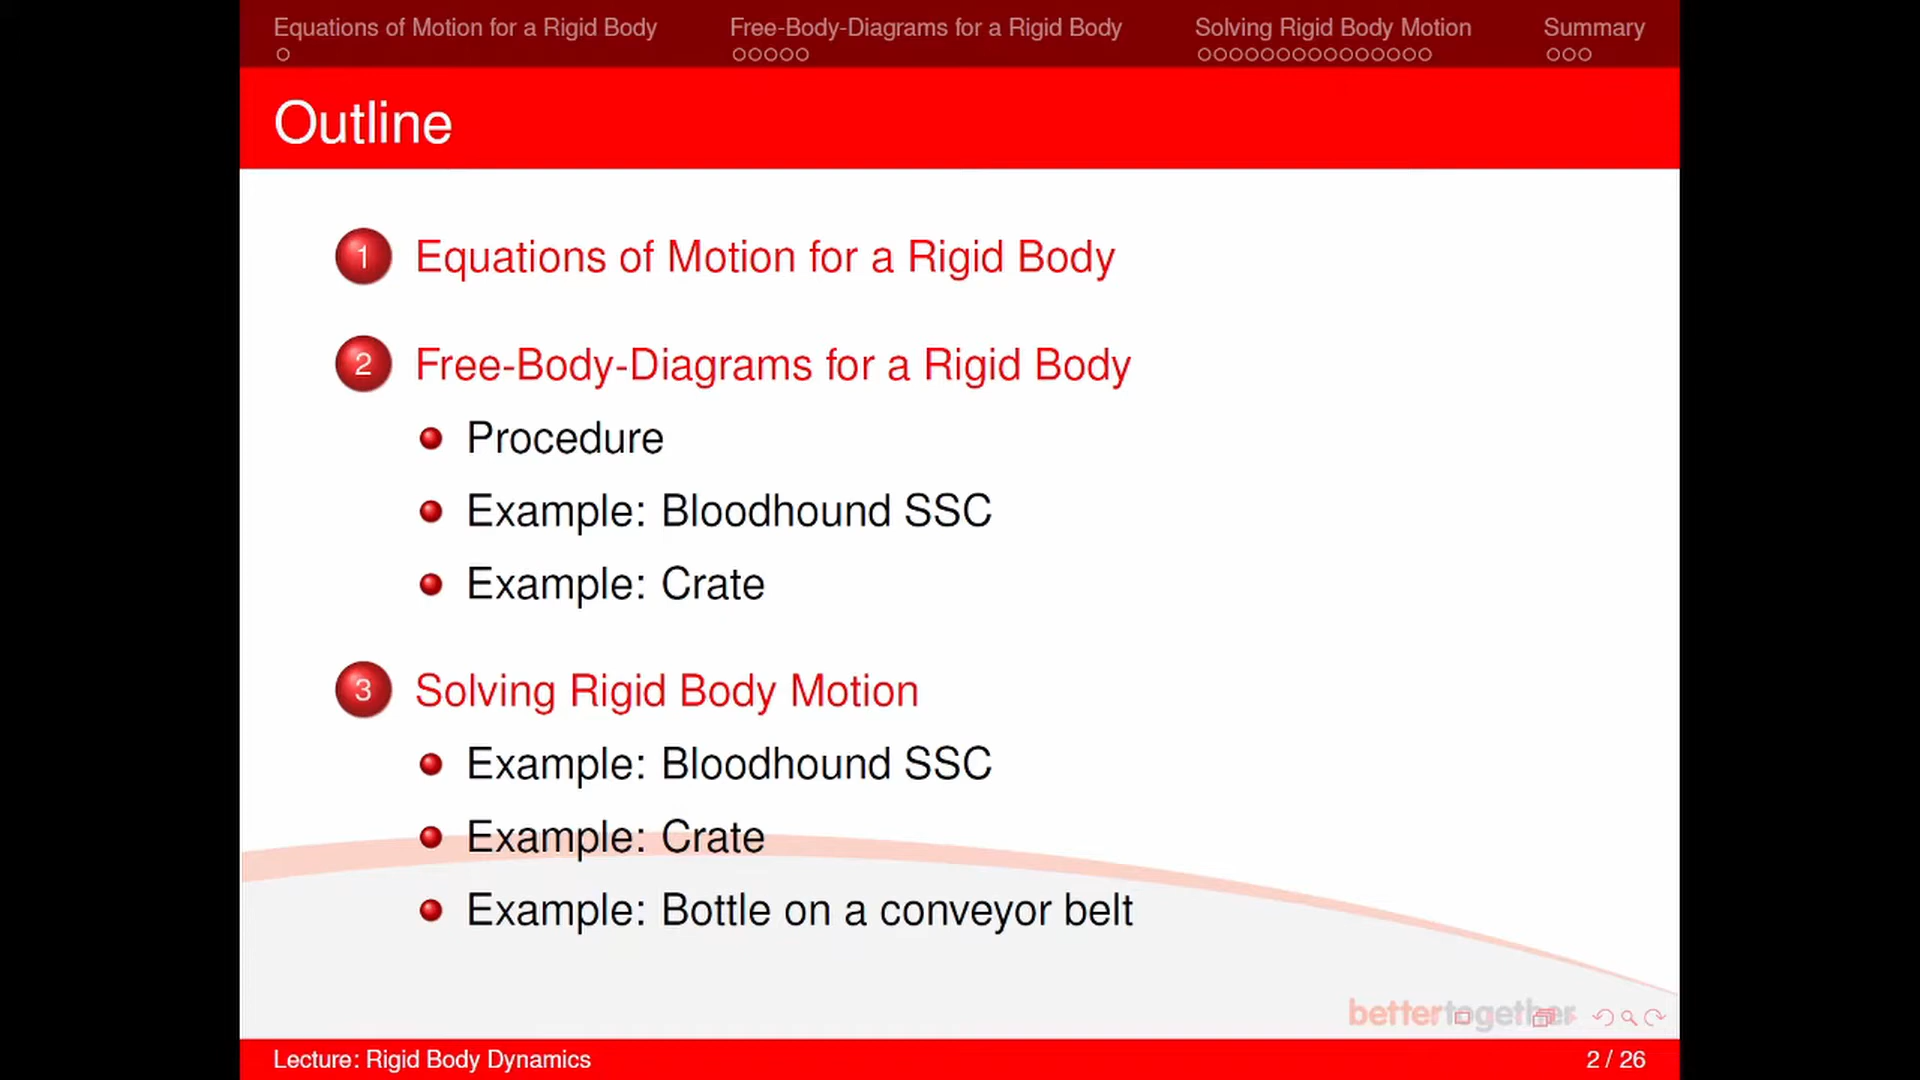 Equations of Motion for a Rigid Body
Free-Body-Diagrams for a Rigid Body
Solving Rigid Body Motion
Summary
Outline
1 Equations of Motion for a Rigid Body
2 Free-Body-Diagrams for a Rigid Body
Procedure
Example: Bloodhound SSC
Example: Crate
3 Solving Rigid Body Motion
Example: Bloodhound SSC
Example: Crate
Example: Bottle on a conveyor belt
bettertogether
Lecture: Rigid Body Dynamics
2 / 26